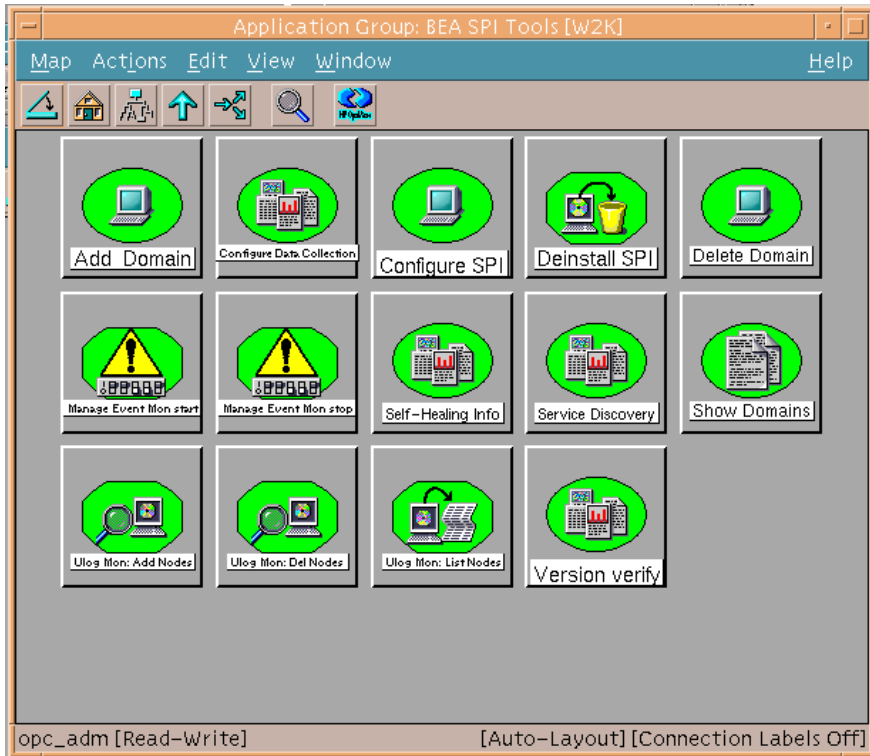 Application Group: BEA SPI Tools [W2K]
Map Actions Edit View Window Help
HP OpenView
Add Domain
Configure Data Collection
Configure SPI
Deinstall SPI
Delete Domain
Manage Event Mon start
Manage Event Mon stop
Self-Healing Info
Service Discovery
Show Domains
Ulog Mon: Add Nodes
Ulog Mon: Del Nodes
Ulog Mon: List Nodes
Version verify
opc_adm [Read-Write] [Auto-Layout] [Connection Labels Off]